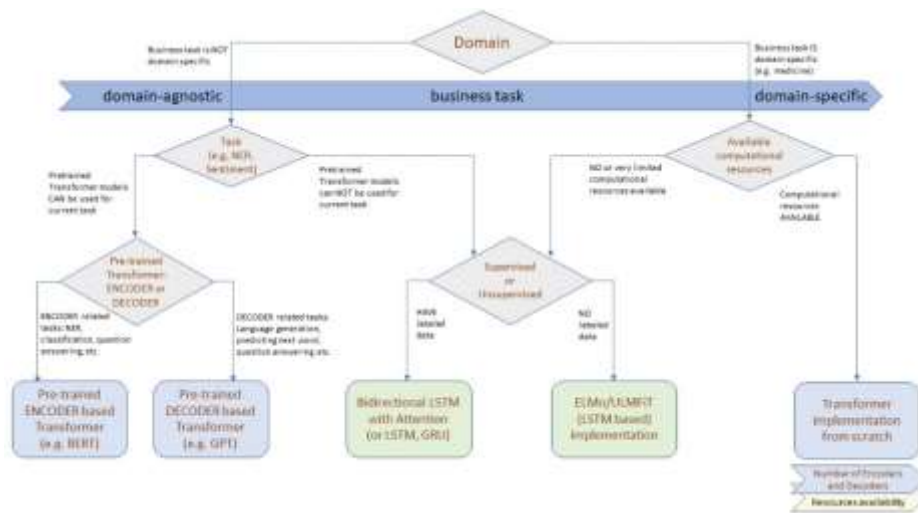 Domain
Business task is NOT
domain specific
Business task IS
domain-specific
(e.g. medicine)
domain-agnostic
business task
domain-specific
Task
(e.g. NER,
Sentiment)
Available
computational
resources
Pretrained
Transformer models
CAN be used for
current task
Pretrained
Transformer models
can NOT be used for
current task
NO or very limited
computational
resources available
Computational
resources
AVAILABLE
Pre-trained
Transformer:
ENCODER or
DECODER
Supervised
or
Unsupervised
ENCODER related
tasks: NER,
classification, question
answering, etc.
DECODER related tasks:
Language generation,
predicting next word,
question answering etc.
HAVE
labeled
data
NO
labeled
data
Pre-trained
ENCODER based
Transformer
(e.g. BERT)
Pre-trained
DECODER based
Transformer
(e.g. GPT)
Bidirectional LSTM
with Attention
(or LSTM, GRU)
ELMo/ULMFiT
(LSTM based)
implementation
Transformer
implementation
from scratch
Number of Encoders
and Decoders
Resources availability